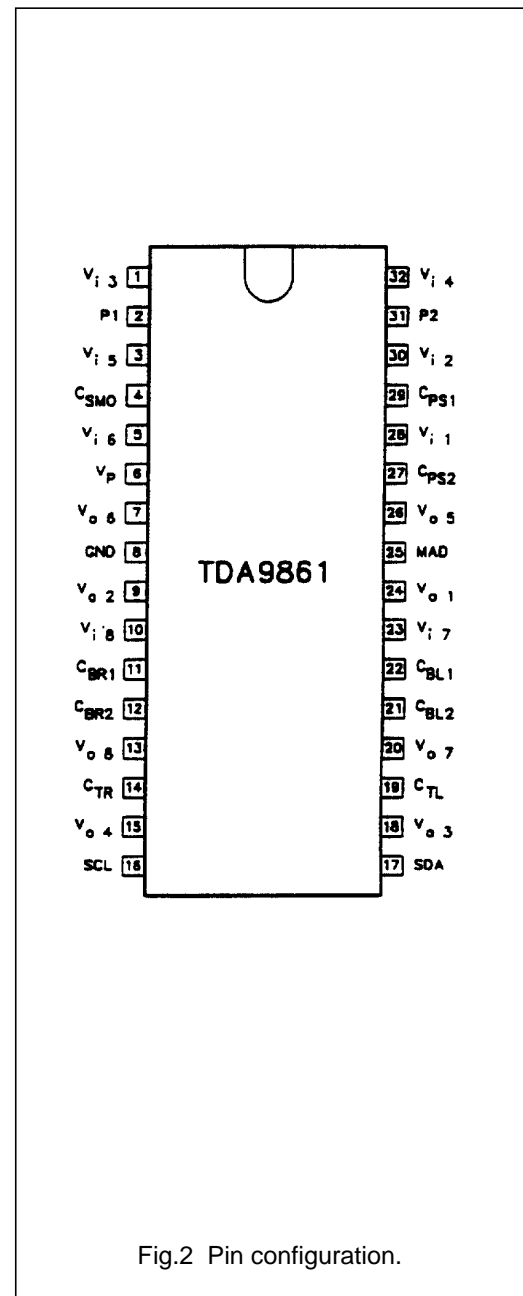 Vi 3 1 32 Vi 4
P1 2 31 P2
Vi 5 3 30 Vi 2
CSMO 4 29 CPS1
Vi 6 5 28 Vi 1
VP 6 27 CPS2
Vo 6 7 26 Vo 5
GND 8 25 MAD
TDA9861
Vo 2 9 24 Vo 1
Vi 8 10 23 Vi 7
CBR1 11 22 CBL1
CBR2 12 21 CBL2
Vo 8 13 20 Vo 7
CTR 14 19 CTL
Vo 4 15 18 Vo 3
SCL 16 17 SDA
Fig.2 Pin configuration.